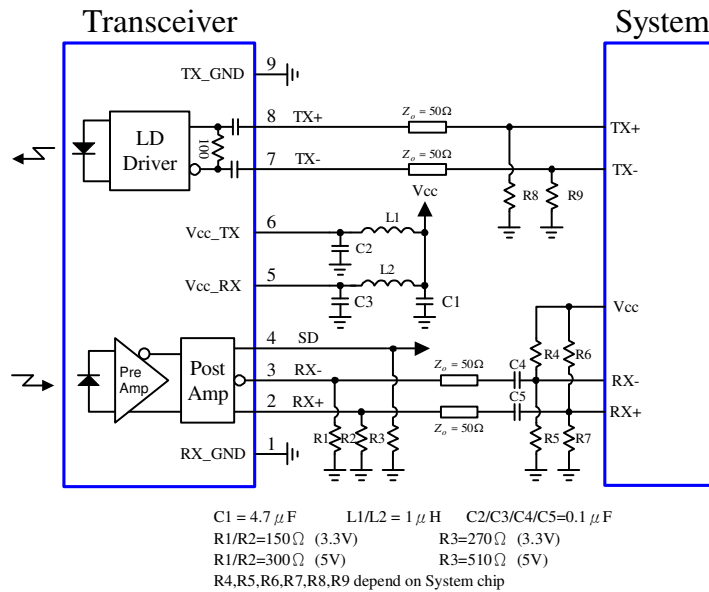 Transceiver System
TX_GND 9
LD Driver
100
8 TX+
Z₀ = 50Ω
TX+
7 TX-
Z₀ = 50Ω
TX-
R8 R9
Vcc
Vcc_TX 6
L1
C2
Vcc_RX 5
L2
C3 C1
Vcc
4 SD
Pre Amp
Post Amp
R4 R6
3 RX-
C4
Z₀ = 50Ω
RX-
2 RX+
C5
Z₀ = 50Ω
RX+
R1 R2 R3
R5 R7
RX_GND 1
C1 = 4.7 μF L1/L2 = 1 μH C2/C3/C4/C5=0.1 μF
R1/R2=150Ω (3.3V) R3=270Ω (3.3V)
R1/R2=300Ω (5V) R3=510Ω (5V)
R4,R5,R6,R7,R8,R9 depend on System chip